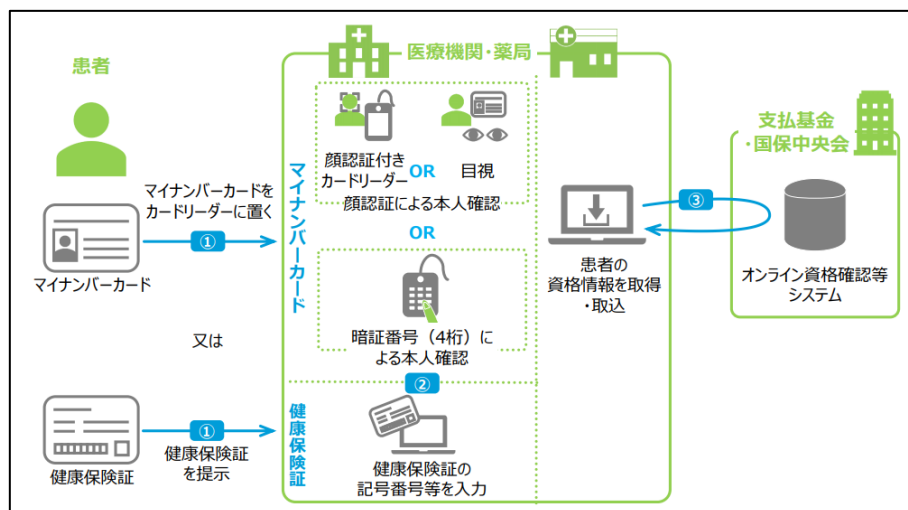 患者
医療機関・薬局
支払基金
・国保中央会
マイナンバーカードを
カードリーダーに置く
①
マイナンバーカード
又は
①
健康保険証
を提示
健康保険証
マイナンバーカード
顔認証付き
カードリーダー
OR
目視
顔認証による本人確認
OR
暗証番号（4桁）に
よる本人確認
②
健康保険証
健康保険証の
記号番号等を入力
患者の
資格情報を取得
・取込
③
オンライン資格確認等
システム